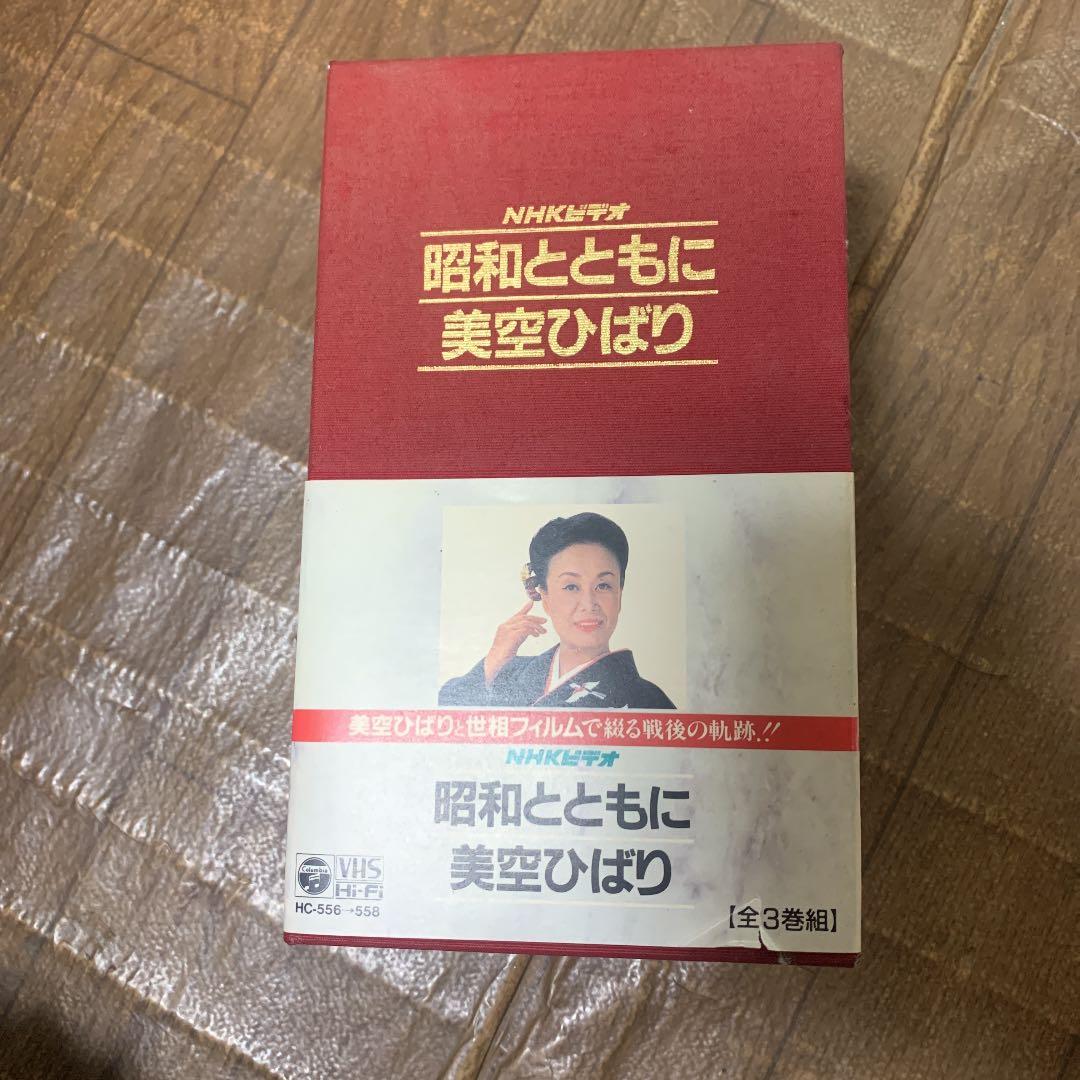 NHKビデオ
昭和とともに
美空ひばり
美空ひばりと世相フィルムで綴る戦後の軌跡!!
NHKビデオ
昭和とともに
美空ひばり
Columbia
VHS
Hi-Fi
HC-556→558
【全3巻組】